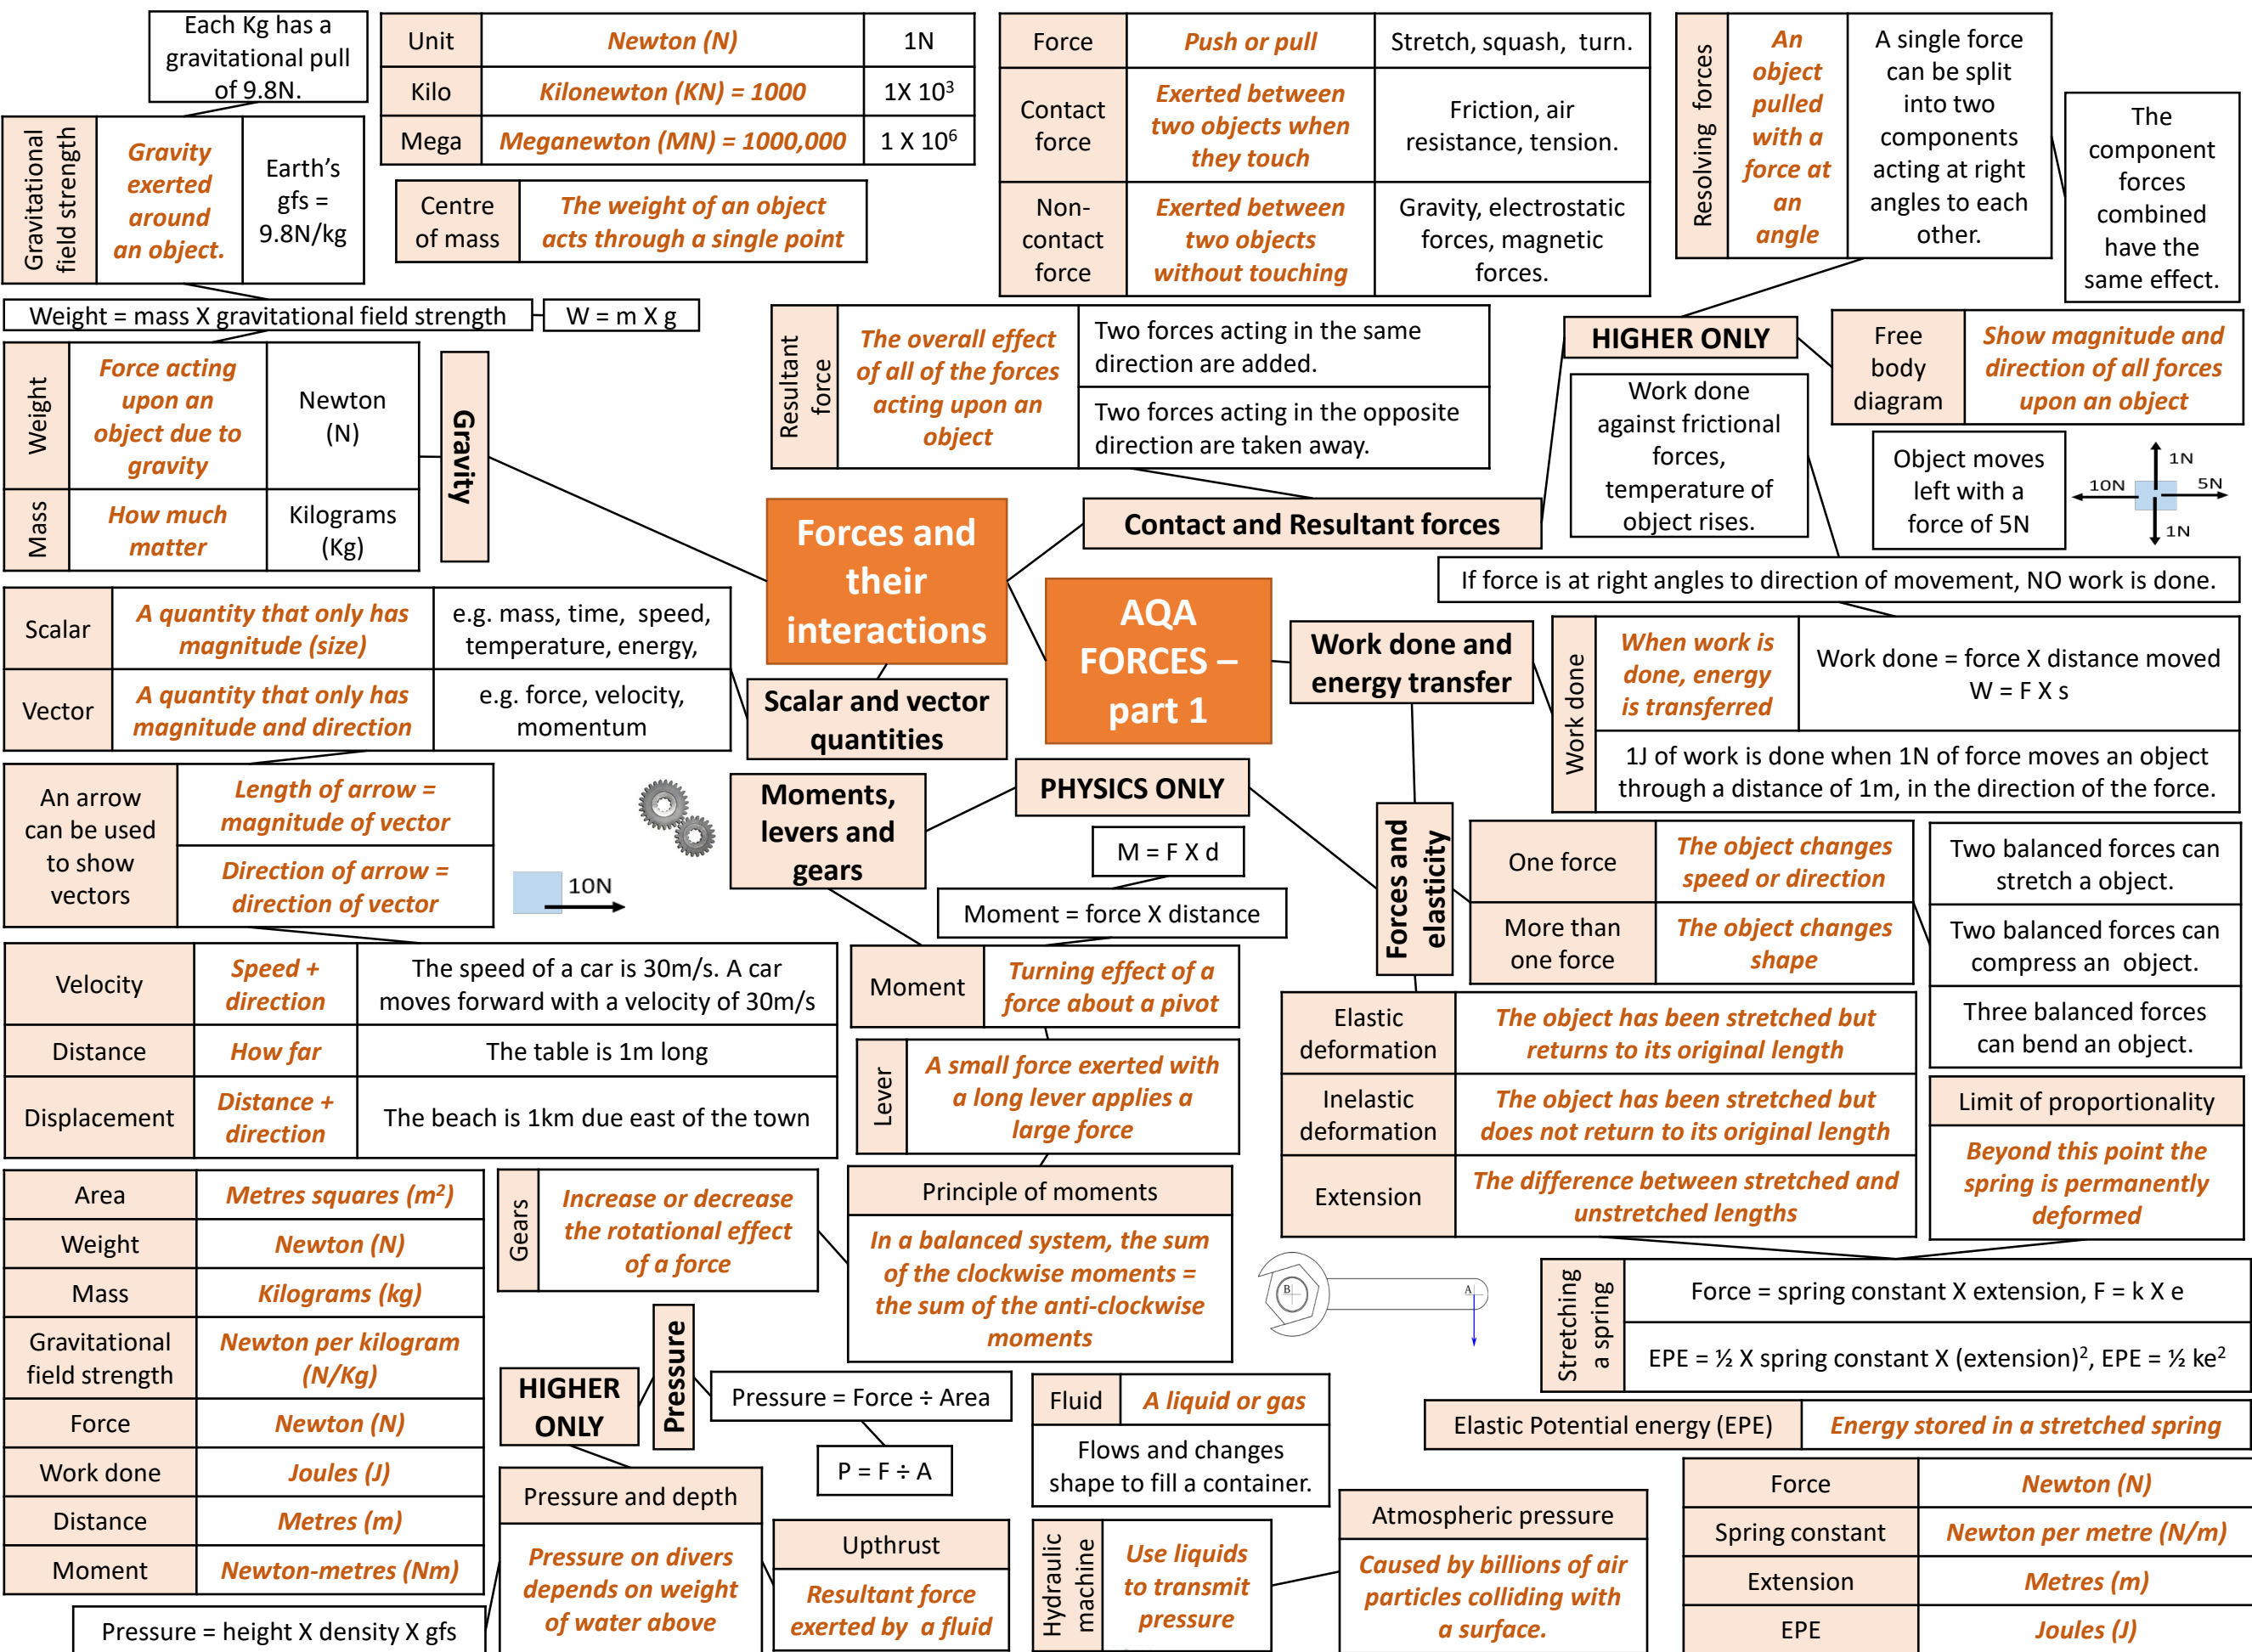 Each Kg has a
gravitational pull
of 9.8N.
Unit Newton (N) 1N
Kilo Kilonewton (KN) = 1000 1X 10³
Mega Meganewton (MN) = 1000,000 1 X 10⁶
Gravitational
field strength
Gravity
exerted
around
an object.
Earth's
gfs =
9.8N/kg
Centre
of mass
The weight of an object
acts through a single point
Force Push or pull Stretch, squash, turn.
Contact
force
Exerted between
two objects when
they touch
Friction, air
resistance, tension.
Non-
contact
force
Exerted between
two objects
without touching
Gravity, electrostatic
forces, magnetic
forces.
Resolving forces
An
object
pulled
with a
force at
an
angle
A single force
can be split
into two
components
acting at right
angles to each
other.
The
component
forces
combined
have the
same effect.
Weight = mass X gravitational field strength
W = m X g
Weight
Force acting
upon an
object due to
gravity
Newton
(N)
Mass
How much
matter
Kilograms
(Kg)
Gravity
Resultant
force
The overall effect
of all of the forces
acting upon an
object
Two forces acting in the same
direction are added.
Two forces acting in the opposite
direction are taken away.
HIGHER ONLY
Free
body
diagram
Show magnitude and
direction of all forces
upon an object
Work done
against frictional
forces,
temperature of
object rises.
Object moves
left with a
force of 5N
1N
10N
5N
1N
Forces and
their
interactions
Contact and Resultant forces
AQA
FORCES –
part 1
If force is at right angles to direction of movement, NO work is done.
Scalar
A quantity that only has
magnitude (size)
e.g. mass, time, speed,
temperature, energy,
Vector
A quantity that only has
magnitude and direction
e.g. force, velocity,
momentum
Scalar and vector
quantities
Work done and
energy transfer
Work done
When work is
done, energy
is transferred
Work done = force X distance moved
W = F X s
1J of work is done when 1N of force moves an object
through a distance of 1m, in the direction of the force.
An arrow
can be used
to show
vectors
Length of arrow =
magnitude of vector
Direction of arrow =
direction of vector
10N
Moments,
levers and
gears
PHYSICS ONLY
M = F X d
Moment = force X distance
Forces and
elasticity
One force
The object changes
speed or direction
More than
one force
The object changes
shape
Two balanced forces can
stretch a object.
Two balanced forces can
compress an object.
Three balanced forces
can bend an object.
Velocity
Speed +
direction
The speed of a car is 30m/s. A car
moves forward with a velocity of 30m/s
Distance How far The table is 1m long
Displacement
Distance +
direction
The beach is 1km due east of the town
Moment
Turning effect of a
force about a pivot
Lever
A small force exerted with
a long lever applies a
large force
Elastic
deformation
The object has been stretched but
returns to its original length
Inelastic
deformation
The object has been stretched but
does not return to its original length
Extension
The difference between stretched and
unstretched lengths
Limit of proportionality
Beyond this point the
spring is permanently
deformed
Area Metres squares (m²)
Weight Newton (N)
Mass Kilograms (kg)
Gravitational
field strength
Newton per kilogram
(N/Kg)
Force Newton (N)
Work done Joules (J)
Distance Metres (m)
Moment Newton-metres (Nm)
Gears
Increase or decrease
the rotational effect
of a force
Principle of moments
In a balanced system, the sum
of the clockwise moments =
the sum of the anti-clockwise
moments
B
A
Stretching
a spring
Force = spring constant X extension, F = k X e
EPE = ½ X spring constant X (extension)², EPE = ½ ke²
HIGHER
ONLY
Pressure
Pressure = Force ÷ Area
P = F ÷ A
Fluid A liquid or gas
Flows and changes
shape to fill a container.
Elastic Potential energy (EPE) Energy stored in a stretched spring
Pressure and depth
Pressure on divers
depends on weight
of water above
Pressure = height X density X gfs
Upthrust
Resultant force
exerted by a fluid
Hydraulic
machine
Use liquids
to transmit
pressure
Atmospheric pressure
Caused by billions of air
particles colliding with
a surface.
Force Newton (N)
Spring constant Newton per metre (N/m)
Extension Metres (m)
EPE Joules (J)